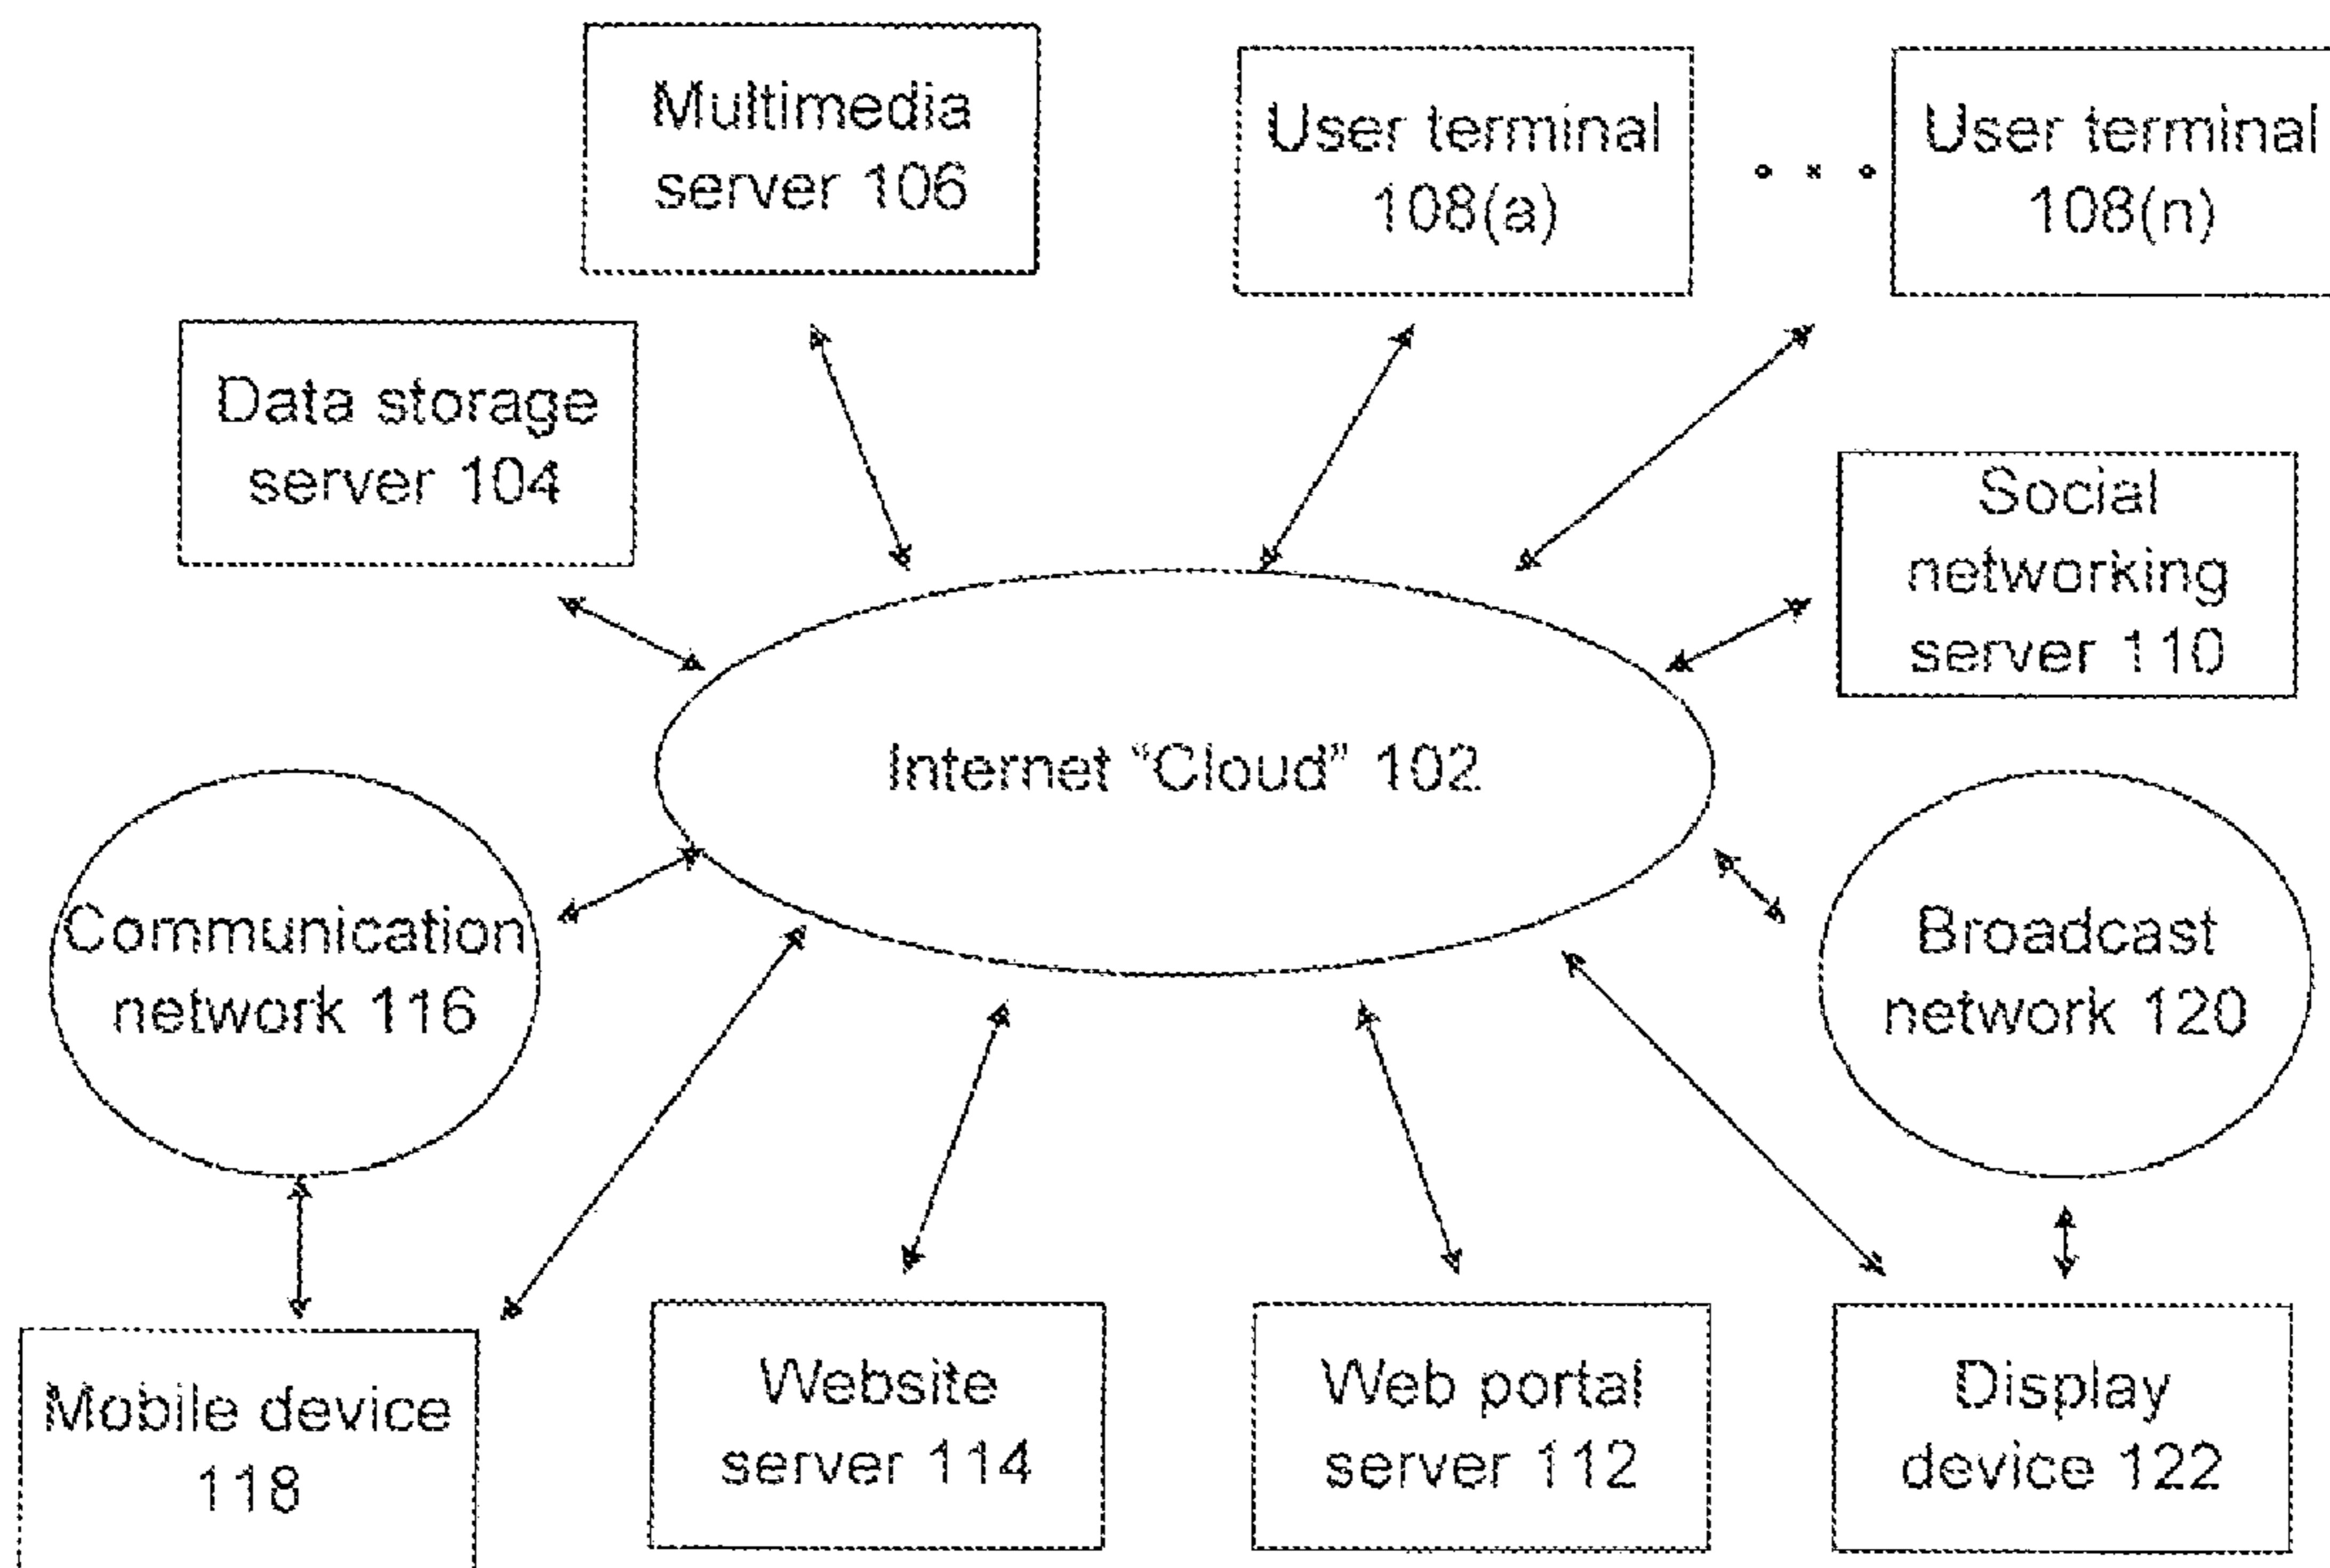 Multimedia
server 106
User terminal
108(a)
User terminal
108(n)
Data storage
server 104
Social
networking
server 110
Internet “Cloud” 102
Communication
network 116
Broadcast
network 120
Mobile device
118
Website
server 114
Web portal
server 112
Display
device 122